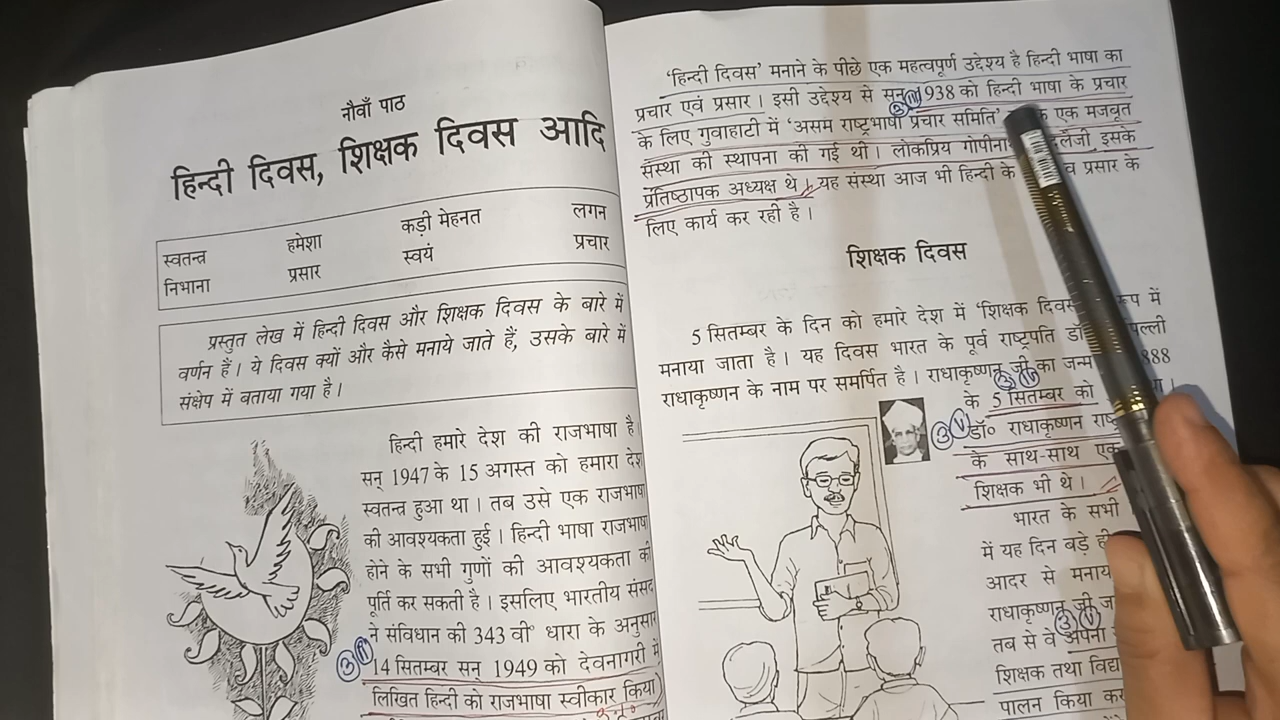 नौवाँ पाठ
हिन्दी दिवस, शिक्षक दिवस आदि
स्वतन्त्र हमेशा कड़ी मेहनत लगन
निभाना प्रसार स्वयं प्रचार
प्रस्तुत लेख में हिन्दी दिवस और शिक्षक दिवस के बारे में
वर्णन हैं। ये दिवस क्यों और कैसे मनाये जाते हैं, उसके बारे में
संक्षेप में बताया गया है।
हिन्दी हमारे देश की राजभाषा है
सन् 1947 के 15 अगस्त को हमारा देश
स्वतन्त्र हुआ था। तब उसे एक राजभाषा
की आवश्यकता हुई। हिन्दी भाषा राजभाषा
होने के सभी गुणों की आवश्यकता की
पूर्ति कर सकती है। इसलिए भारतीय संसद
ने संविधान की 343 वीं धारा के अनुसार
3 14 सितम्बर सन् 1949 को देवनागरी में
लिखित हिन्दी को राजभाषा स्वीकार किया
'हिन्दी दिवस' मनाने के पीछे एक महत्वपूर्ण उद्देश्य है हिन्दी भाषा का
प्रचार एवं प्रसार। इसी उद्देश्य से सन् 1938 को हिन्दी भाषा के प्रचार
के लिए गुवाहाटी में 'असम राष्ट्रभाषा प्रचार समिति' एक मजबूत
संस्था की स्थापना की गई थी। लोकप्रिय इसके
प्रतिष्ठापक अध्यक्ष थे। यह संस्था आज भी हिन्दी के व प्रसार के
लिए कार्य कर रही है।
शिक्षक दिवस
5 सितम्बर के दिन को हमारे देश में 'शिक्षक दिवस में
मनाया जाता है। यह दिवस भारत के पूर्व राष्ट्रपति
राधाकृष्णन के नाम पर समर्पित है। राधाकृष्णन जी का जन्म
के 5 सितम्बर को
3 V डॉ० राधाकृष्णन
के साथ-साथ एक
शिक्षक भी थे।
भारत के सभी
में यह दिन बड़े ही
आदर से
राधाकृष्णन जी
तब से वे अपना
शिक्षक तथा
पालन किया